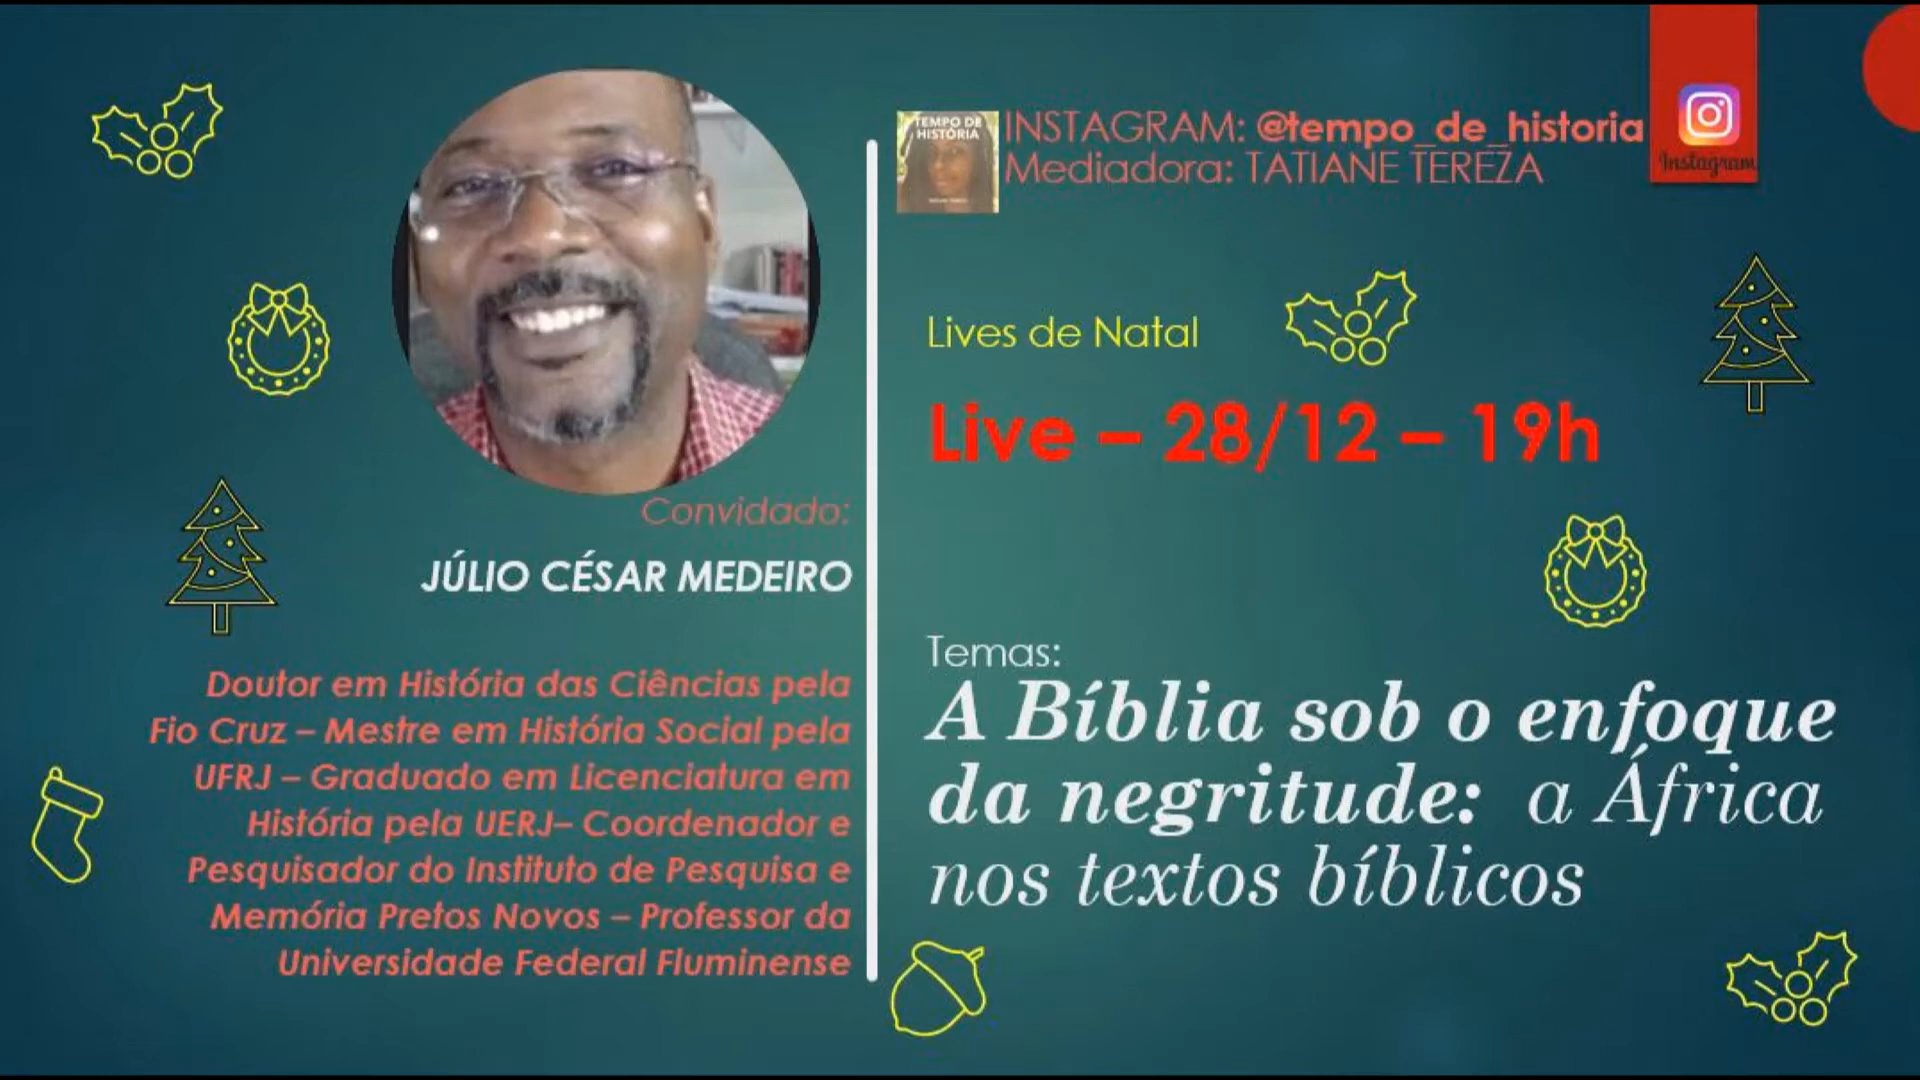 TEMPO DE
HISTÓRIA
INSTAGRAM: @tempo_de_historia
Mediadora: TATIANE TEREZA
Instagram
Lives de Natal
Live – 28/12 – 19h
Convidado:
JÚLIO CÉSAR MEDEIRO
Doutor em História das Ciências pela
Fio Cruz – Mestre em História Social pela
UFRJ – Graduado em Licenciatura em
História pela UERJ– Coordenador e
Pesquisador do Instituto de Pesquisa e
Memória Pretos Novos – Professor da
Universidade Federal Fluminense
Temas:
A Bíblia sob o enfoque
da negritude: a África
nos textos bíblicos